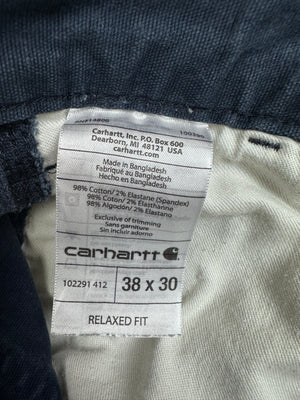 Carhartt, Inc. P.O. Box 600
Dearborn, MI 48121 USA
carhartt.com
Made in Bangladesh
Fabriqué au Bangladesh
Hecho en Bangladesh
98% Cotton/ 2% Elastane (Spandex)
98% Coton/ 2% Élasthanne
98% Algodón/ 2% Elastano
Exclusive of trimming
Sans garniture
Sin incluir adorno
carhartt
102291 412
38 x 30
RELAXED FIT